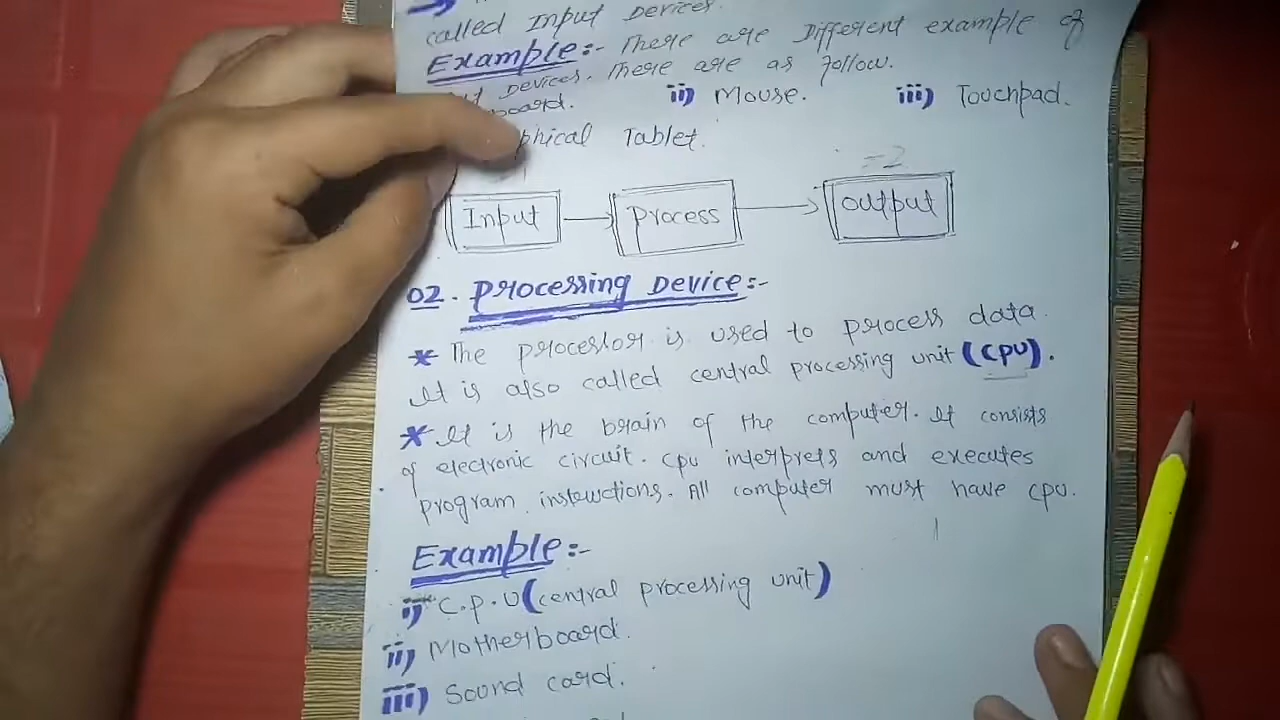 called Input Devices.
Example:- There are Different example of
Devices. There are as follow.
ii) Mouse. iii) Touchpad.
Tablet.
Input Process output
=2
02. Processing Device:-
* The processor is used to process data.
It is also called central processing unit (CPU).
* It is the brain of the computer. It consists
of electronic circuit. CPU interprets and executes
program instructions. All computer must have CPU.
Example:-
i) C.P.U (central processing unit)
ii) Motherboard.
iii) Sound card.